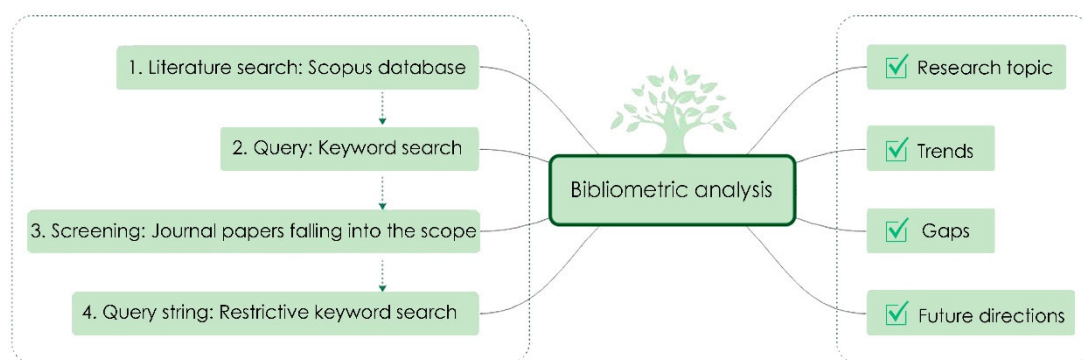 1. Literature search: Scopus database
2. Query: Keyword search
3. Screening: Journal papers falling into the scope
4. Query string: Restrictive keyword search
Bibliometric analysis
Research topic
Trends
Gaps
Future directions